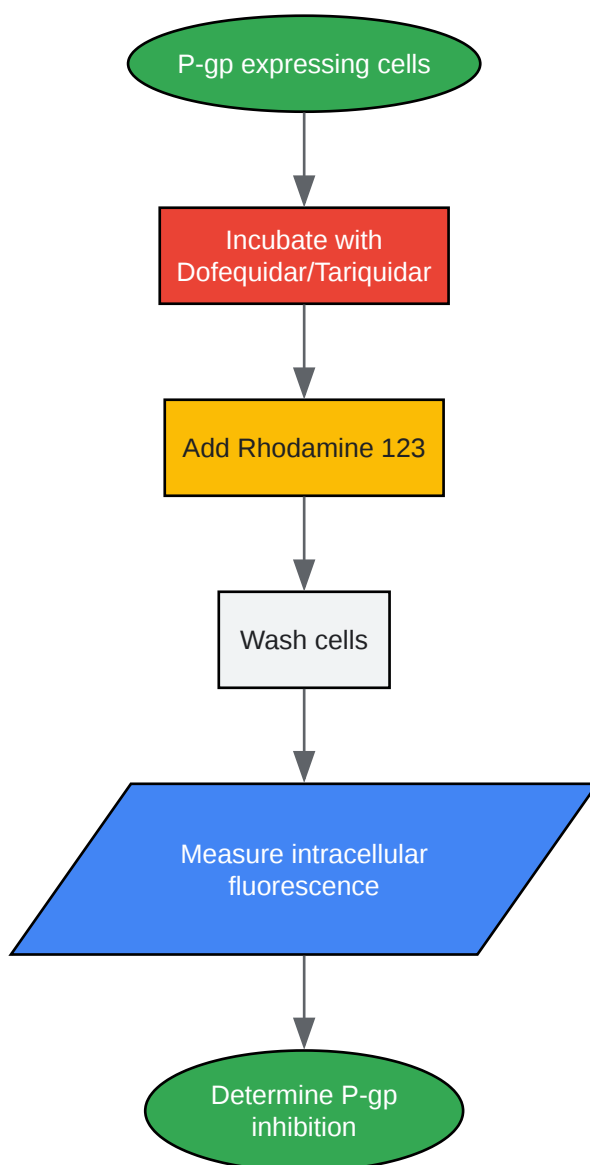 P-gp expressing cells
Incubate with
Dofequidar/Tariquidar
Add Rhodamine 123
Wash cells
Measure intracellular
fluorescence
Determine P-gp
inhibition